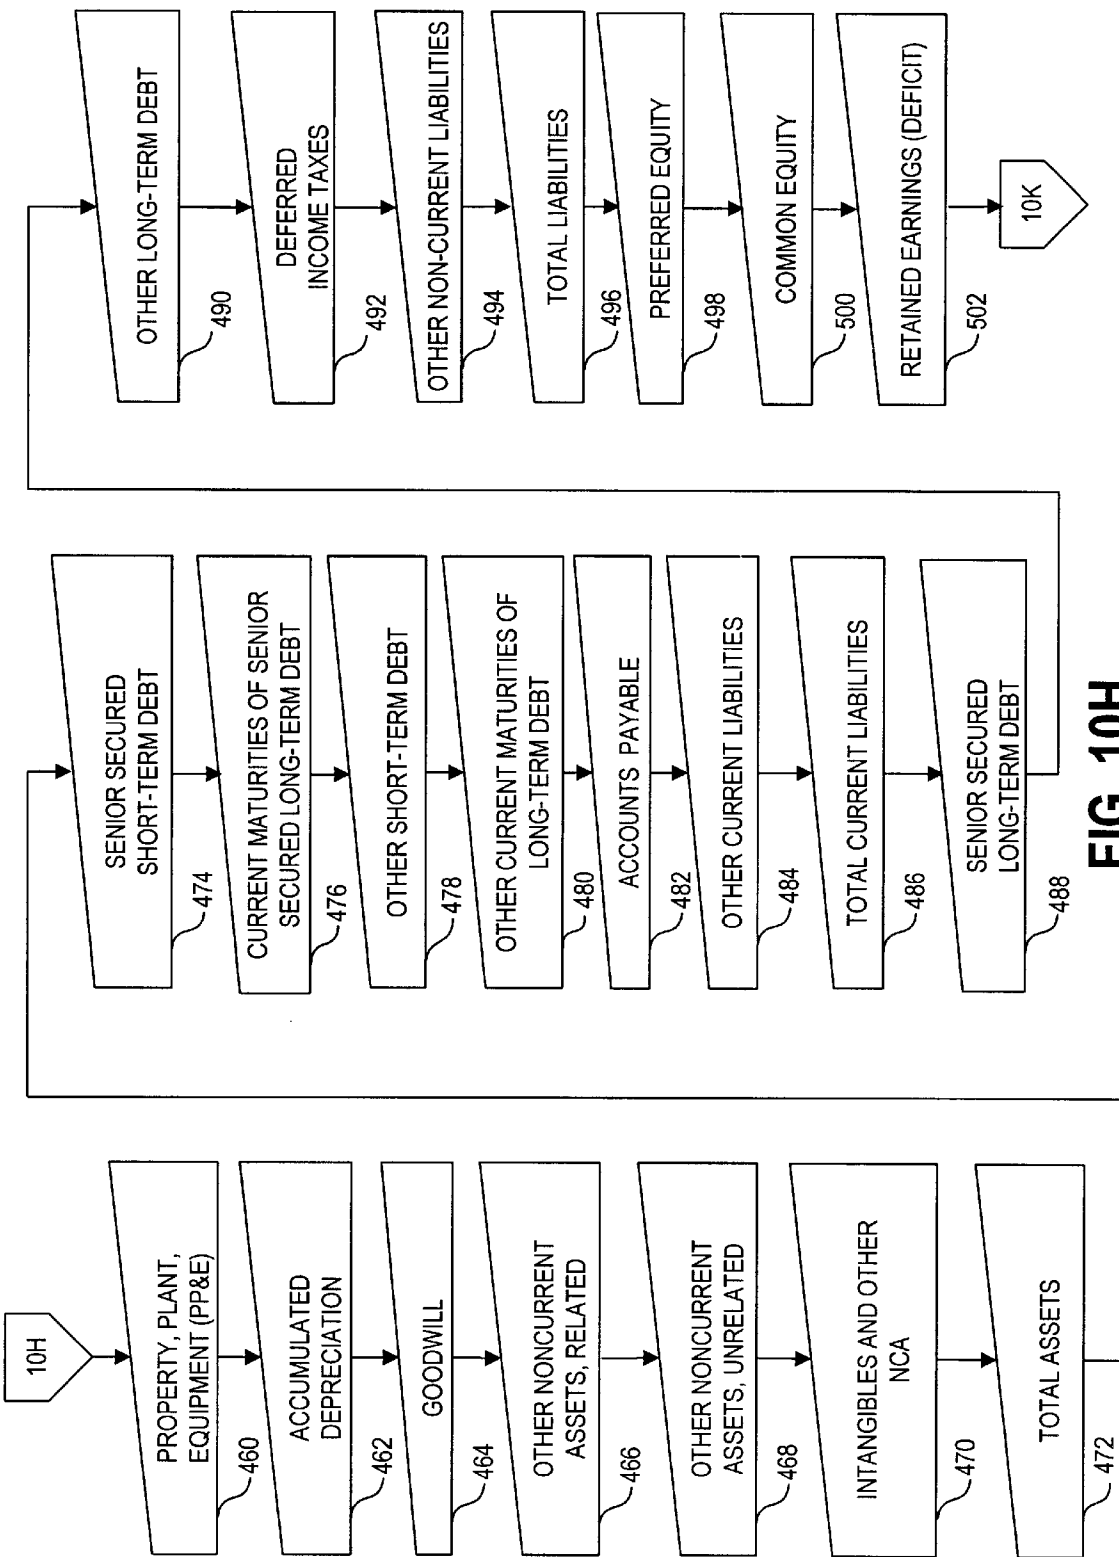 10H
PROPERTY, PLANT,
EQUIPMENT (PP&E)
460
ACCUMULATED
DEPRECIATION
462
GOODWILL
464
OTHER NONCURRENT
ASSETS, RELATED
466
OTHER NONCURRENT
ASSETS, UNRELATED
468
INTANGIBLES AND OTHER
NCA
470
TOTAL ASSETS
472
SENIOR SECURED
SHORT-TERM DEBT
474
CURRENT MATURITIES OF SENIOR
SECURED LONG-TERM DEBT
476
OTHER SHORT-TERM DEBT
478
OTHER CURRENT MATURITIES OF
LONG-TERM DEBT
480
ACCOUNTS PAYABLE
482
OTHER CURRENT LIABILITIES
484
TOTAL CURRENT LIABILITIES
486
SENIOR SECURED
LONG-TERM DEBT
488
OTHER LONG-TERM DEBT
490
DEFERRED
INCOME TAXES
492
OTHER NON-CURRENT LIABILITIES
494
TOTAL LIABILITIES
496
PREFERRED EQUITY
498
COMMON EQUITY
500
RETAINED EARNINGS (DEFICIT)
502
10K
FIG 10H